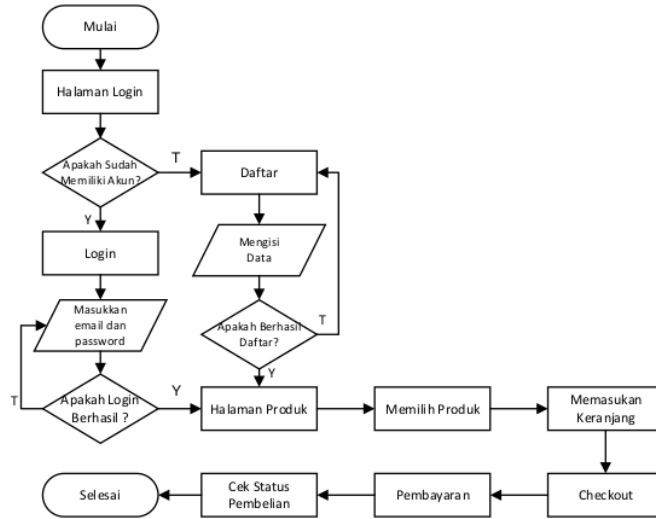 Mulai
Halaman Login
Apakah Sudah
Memiliki Akun?
T
Daftar
Y
Login
Mengisi
Data
Masukkan
email dan
password
Apakah Berhasil
Daftar?
T
Y
Apakah Login
Berhasil ?
T
Y
Halaman Produk
Memilih Produk
Memasukan
Keranjang
Selesai
Cek Status
Pembelian
Pembayaran
Checkout